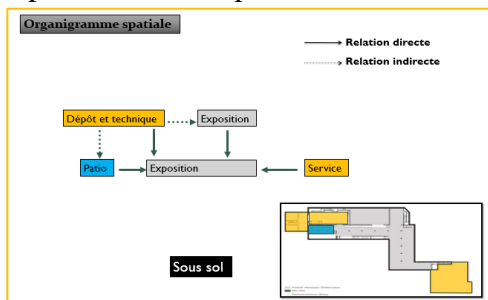 Organigramme spatiale
Relation directe
Relation indirecte
Dépôt et technique
Exposition
Patio
Exposition
Service
Sous sol